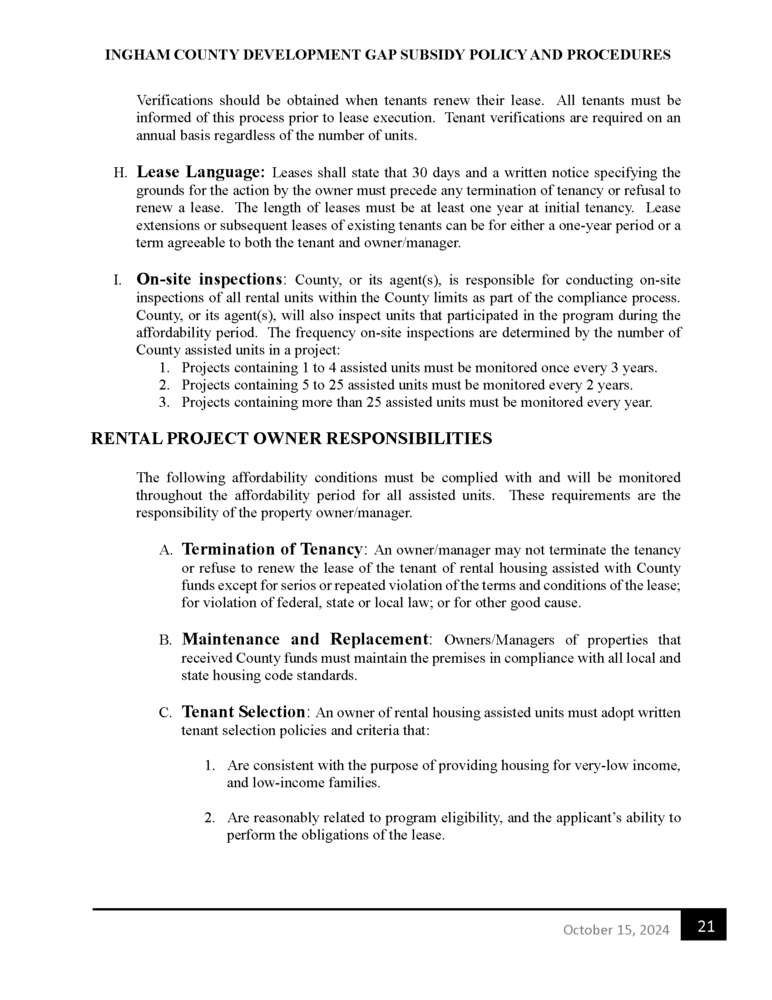 INGHAM COUNTY DEVELOPMENT GAP SUBSIDY POLICY AND PROCEDURES
Verifications should be obtained when tenants renew their lease. All tenants must be
informed of this process prior to lease execution. Tenant verifications are required on an
annual basis regardless of the number of units.
H. Lease Language: Leases shall state that 30 days and a written notice specifying the
grounds for the action by the owner must precede any termination of tenancy or refusal to
renew a lease. The length of leases must be at least one year at initial tenancy. Lease
extensions or subsequent leases of existing tenants can be for either a one-year period or a
term agreeable to both the tenant and owner/manager.
I. On-site inspections: County, or its agent(s), is responsible for conducting on-site
inspections of all rental units within the County limits as part of the compliance process.
County, or its agent(s), will also inspect units that participated in the program during the
affordability period. The frequency on-site inspections are determined by the number of
County assisted units in a project:
1. Projects containing 1 to 4 assisted units must be monitored once every 3 years.
2. Projects containing 5 to 25 assisted units must be monitored every 2 years.
3. Projects containing more than 25 assisted units must be monitored every year.
RENTAL PROJECT OWNER RESPONSIBILITIES
The following affordability conditions must be complied with and will be monitored
throughout the affordability period for all assisted units. These requirements are the
responsibility of the property owner/manager.
A. Termination of Tenancy: An owner/manager may not terminate the tenancy
or refuse to renew the lease of the tenant of rental housing assisted with County
funds except for serios or repeated violation of the terms and conditions of the lease;
for violation of federal, state or local law; or for other good cause.
B. Maintenance and Replacement: Owners/Managers of properties that
received County funds must maintain the premises in compliance with all local and
state housing code standards.
C. Tenant Selection: An owner of rental housing assisted units must adopt written
tenant selection policies and criteria that:
1. Are consistent with the purpose of providing housing for very-low income,
and low-income families.
2. Are reasonably related to program eligibility, and the applicant’s ability to
perform the obligations of the lease.
October 15, 2024 21